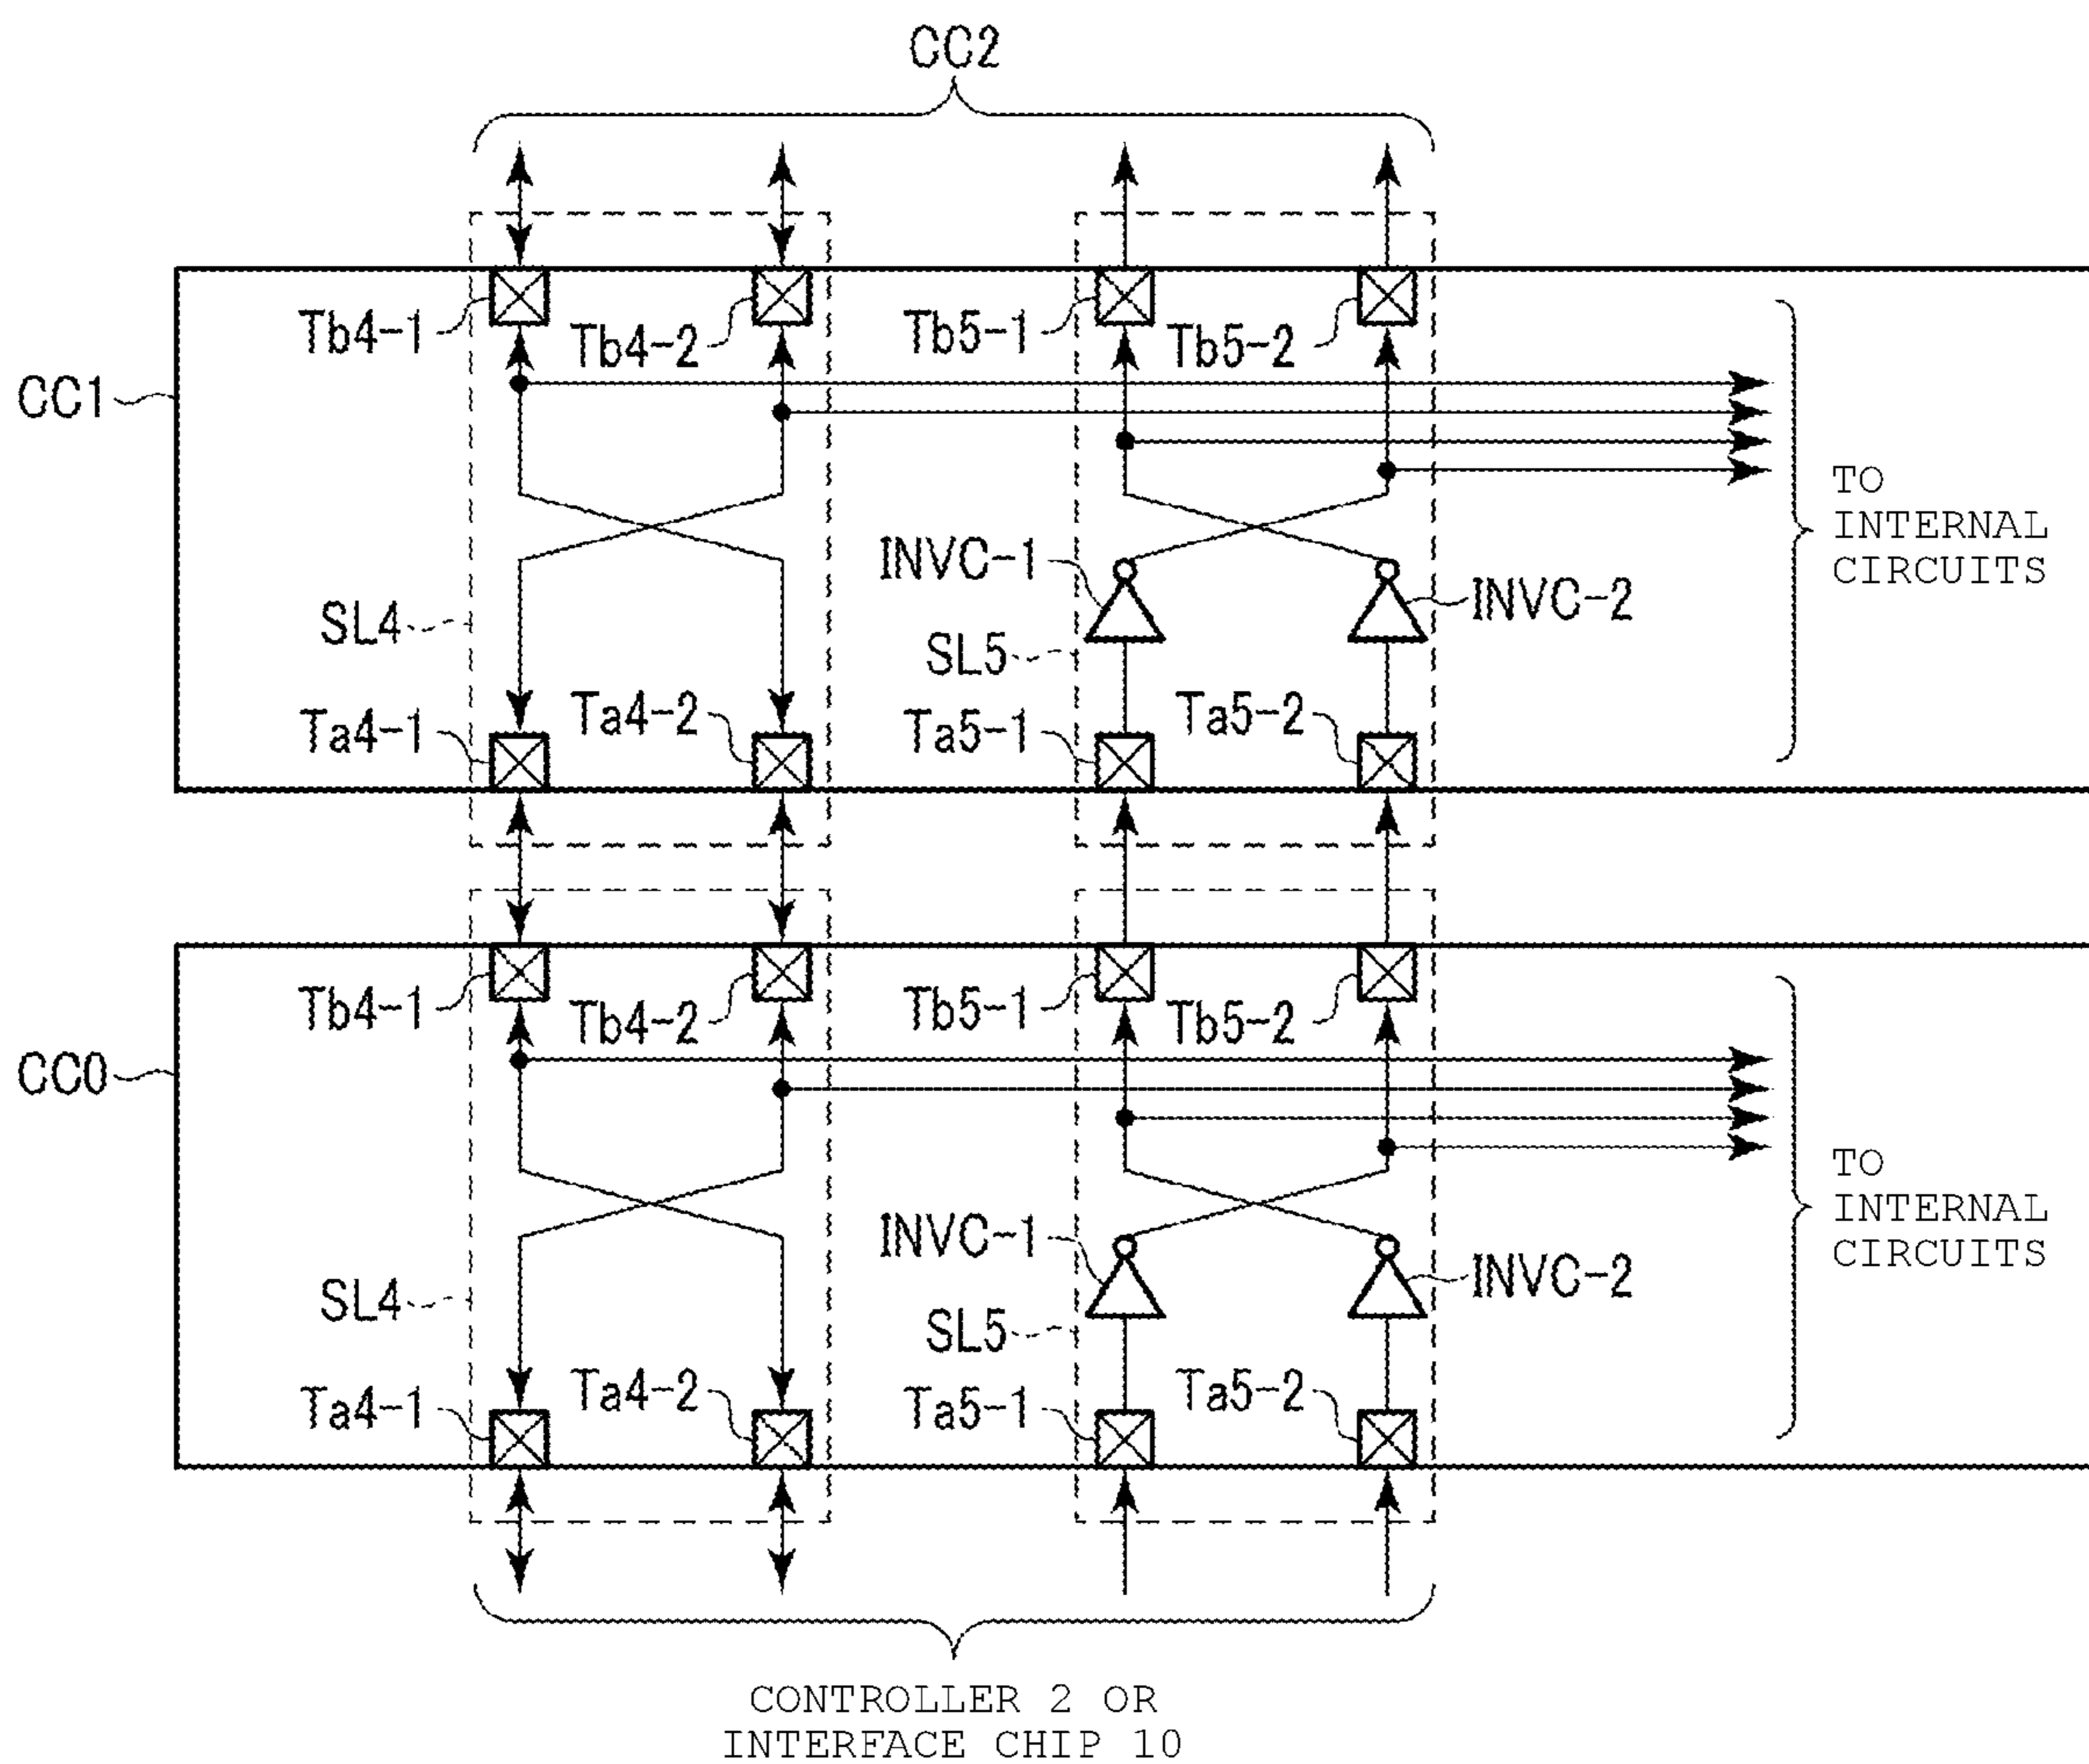 CC2
Tb4-1
Tb4-2
Tb5-1
Tb5-2
CC1
TO
INTERNAL
CIRCUITS
INVC-1
INVC-2
SL4
SL5
Ta4-1
Ta4-2
Ta5-1
Ta5-2
Tb4-1
Tb4-2
Tb5-1
Tb5-2
CC0
TO
INTERNAL
CIRCUITS
INVC-1
INVC-2
SL4
SL5
Ta4-1
Ta4-2
Ta5-1
Ta5-2
CONTROLLER 2 OR
INTERFACE CHIP 10